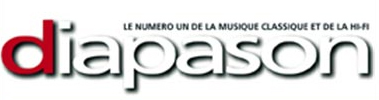 LE NUMERO UN DE LA MUSIQUE CLASSIQUE ET DE LA HI-FI
diapason